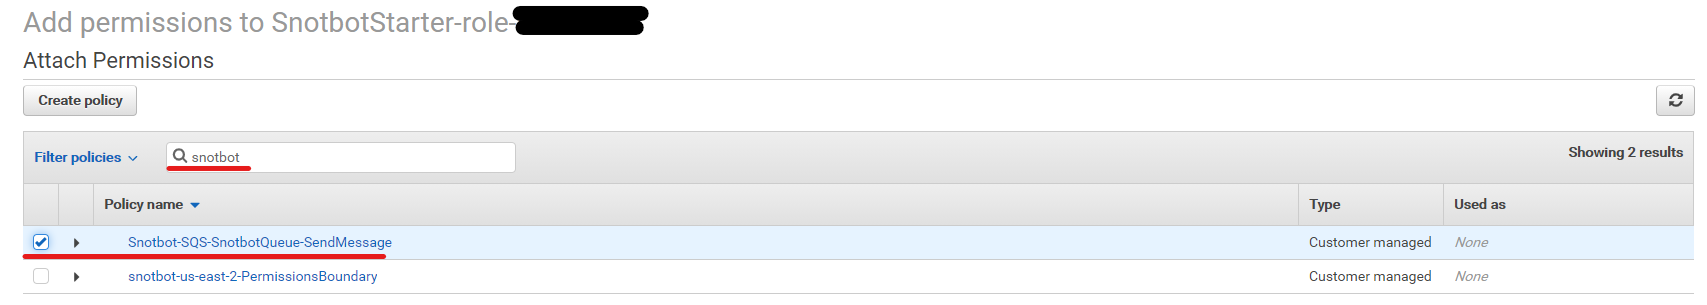 Add permissions to SnotbotStarter-role-
Attach Permissions
Create policy
Filter policies snotbot Showing 2 results
Policy name Type Used as
Snotbot-SQS-SnotbotQueue-SendMessage Customer managed None
snotbot-us-east-2-PermissionsBoundary Customer managed None